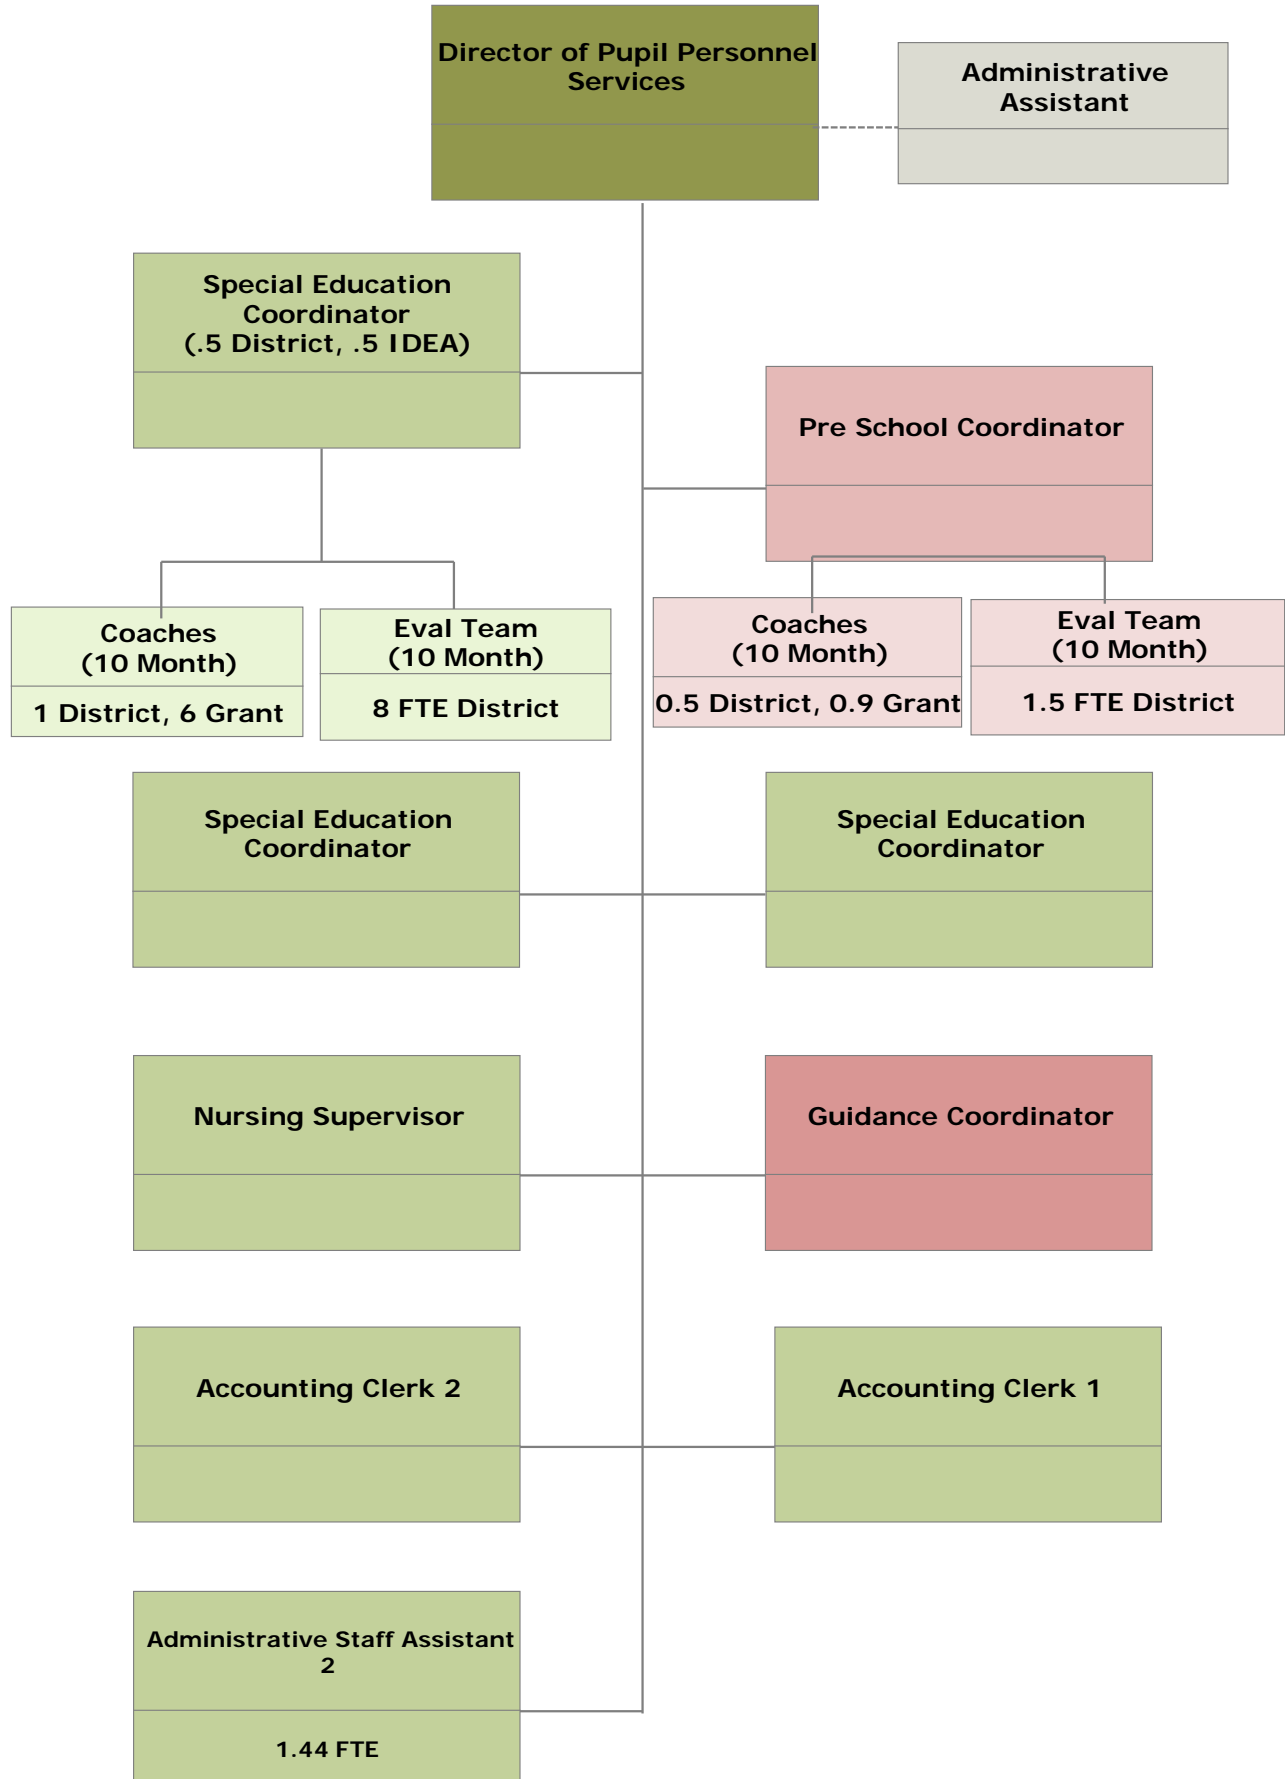 Director of Pupil Personnel
Services
Administrative
Assistant
Special Education
Coordinator
(.5 District, .5 IDEA)
Pre School Coordinator
Coaches
(10 Month)
1 District, 6 Grant
Eval Team
(10 Month)
8 FTE District
Coaches
(10 Month)
0.5 District, 0.9 Grant
Eval Team
(10 Month)
1.5 FTE District
Special Education
Coordinator
Special Education
Coordinator
Nursing Supervisor
Guidance Coordinator
Accounting Clerk 2
Accounting Clerk 1
Administrative Staff Assistant
2
1.44 FTE